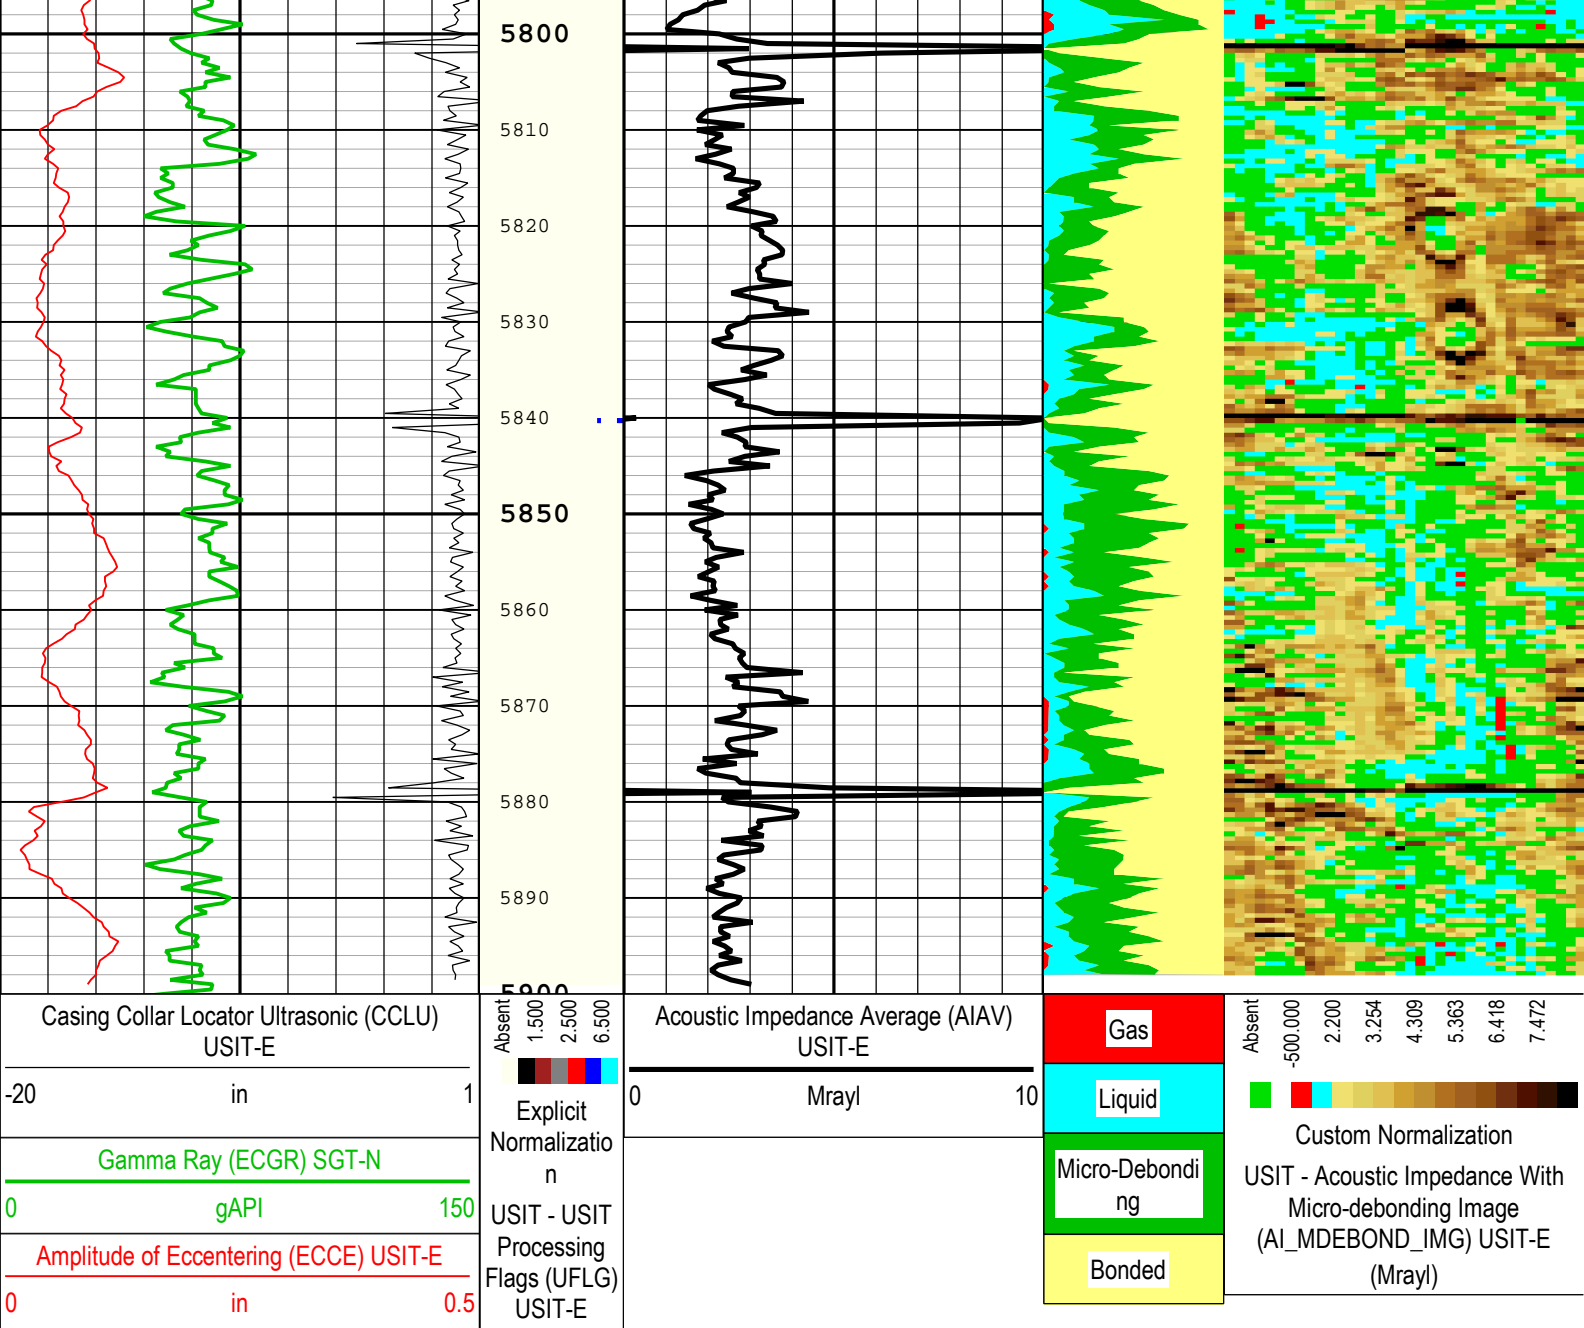 5800
5810
5820
5830
5840
5850
5860
5870
5880
5890
5900
Casing Collar Locator Ultrasonic (CCLU)
USIT-E
-20 in 1
Gamma Ray (ECGR) SGT-N
0 gAPI 150
Amplitude of Eccentering (ECCE) USIT-E
0 in 0.5
Absent
1.500
2.500
6.500
Explicit
Normalizatio
n
USIT - USIT
Processing
Flags (UFLG)
USIT-E
Acoustic Impedance Average (AIAV)
USIT-E
0 Mrayl 10
Gas
Liquid
Micro-Debondi
ng
Bonded
Absent
-500.000
2.200
3.254
4.309
5.363
6.418
7.472
Custom Normalization
USIT - Acoustic Impedance With
Micro-debonding Image
(AI_MDEBOND_IMG) USIT-E
(Mrayl)